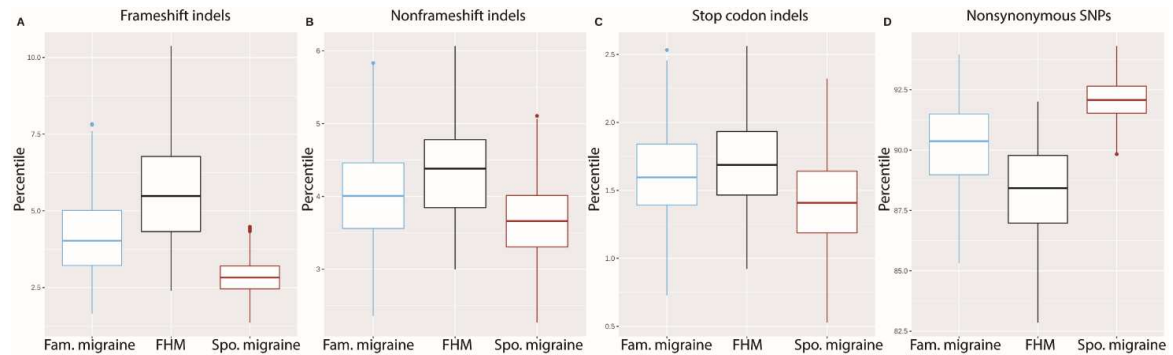 A Frameshift indels
Percentile
10.0
7.5
5.0
2.5
Fam. migraine FHM Spo. migraine
B Nonframeshift indels
Percentile
6
5
4
3
Fam. migraine FHM Spo. migraine
C Stop codon indels
Percentile
2.5
2.0
1.5
1.0
0.5
Fam. migraine FHM Spo. migraine
D Nonsynonymous SNPs
Percentile
92.5
90.0
87.5
85.0
82.5
Fam. migraine FHM Spo. migraine